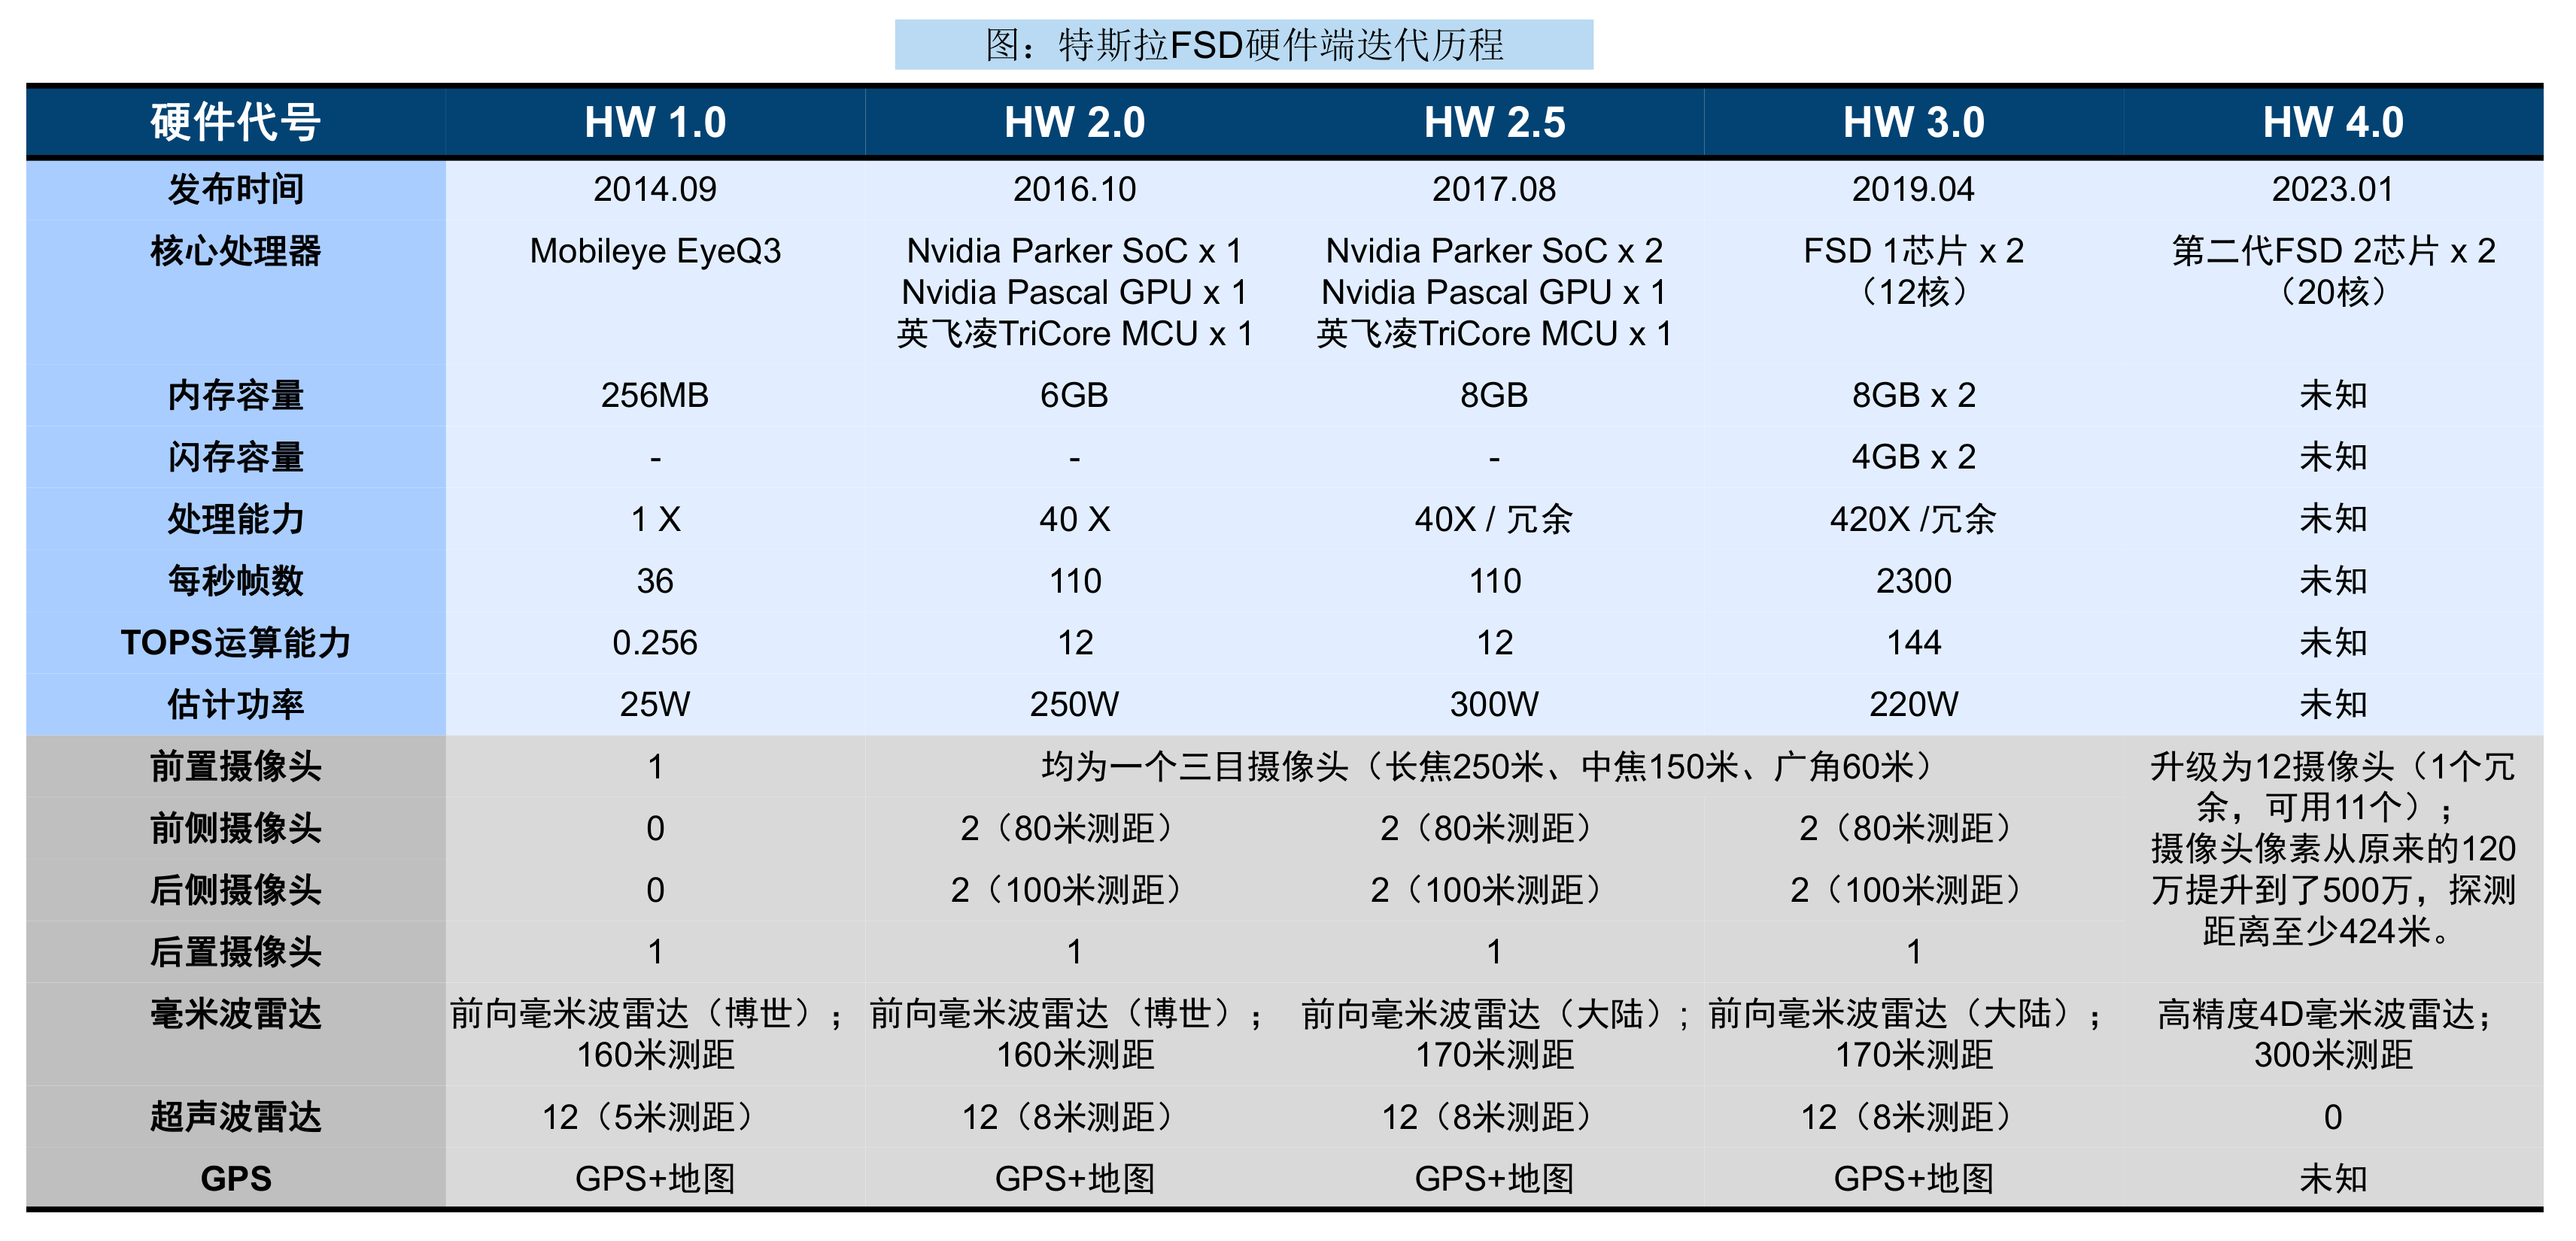 图：特斯拉FSD硬件端迭代历程
硬件代号 HW 1.0 HW 2.0 HW 2.5 HW 3.0 HW 4.0
发布时间 2014.09 2016.10 2017.08 2019.04 2023.01
核心处理器 Mobileye EyeQ3 Nvidia Parker SoC x 1 Nvidia Parker SoC x 2 FSD 1芯片 x 2 第二代FSD 2芯片 x 2
Nvidia Pascal GPU x 1 Nvidia Pascal GPU x 1 （12核） （20核）
英飞凌TriCore MCU x 1 英飞凌TriCore MCU x 1
内存容量 256MB 6GB 8GB 8GB x 2 未知
闪存容量 - - - 4GB x 2 未知
处理能力 1 X 40 X 40X / 冗余 420X /冗余 未知
每秒帧数 36 110 110 2300 未知
TOPS运算能力 0.256 12 12 144 未知
估计功率 25W 250W 300W 220W 未知
前置摄像头 1 均为一个三目摄像头（长焦250米、中焦150米、广角60米） 升级为12摄像头（1个冗
余，可用11个）；
前侧摄像头 0 2（80米测距） 2（80米测距） 2（80米测距） 摄像头像素从原来的120
后侧摄像头 0 2（100米测距） 2（100米测距） 2（100米测距） 万提升到了500万，探测
距离至少424米。
后置摄像头 1 1 1 1
毫米波雷达 前向毫米波雷达（博世）； 前向毫米波雷达（博世）； 前向毫米波雷达（大陆）; 前向毫米波雷达（大陆）； 高精度4D毫米波雷达；
160米测距 160米测距 170米测距 170米测距 300米测距
超声波雷达 12（5米测距） 12（8米测距） 12（8米测距） 12（8米测距） 0
GPS GPS+地图 GPS+地图 GPS+地图 GPS+地图 未知